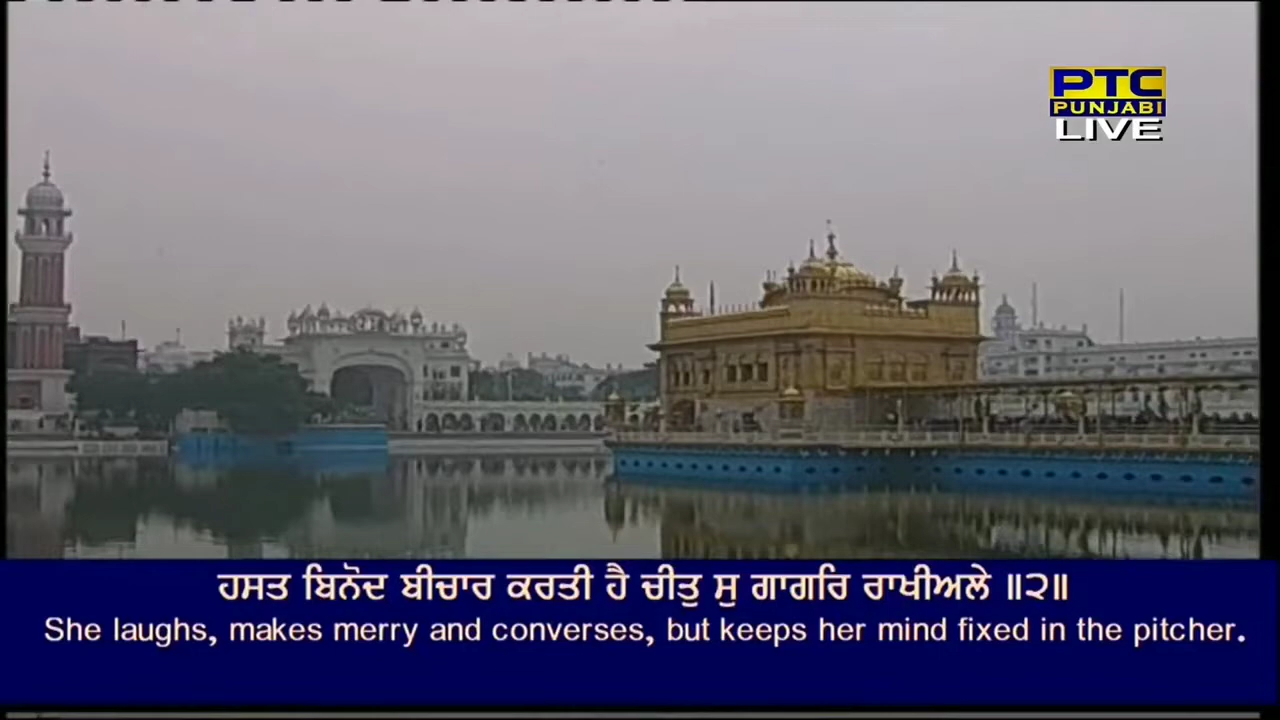 PTC
PUNJABI
LIVE
ਹਸਤ ਬਿਨੋਦ ਬੀਚਾਰ ਕਰਤੀ ਹੈ ਚੀਤੁ ਸੁ ਗਾਗਰਿ ਰਾਖੀਅਲੇ ॥੨॥
She laughs, makes merry and converses, but keeps her mind fixed in the pitcher.